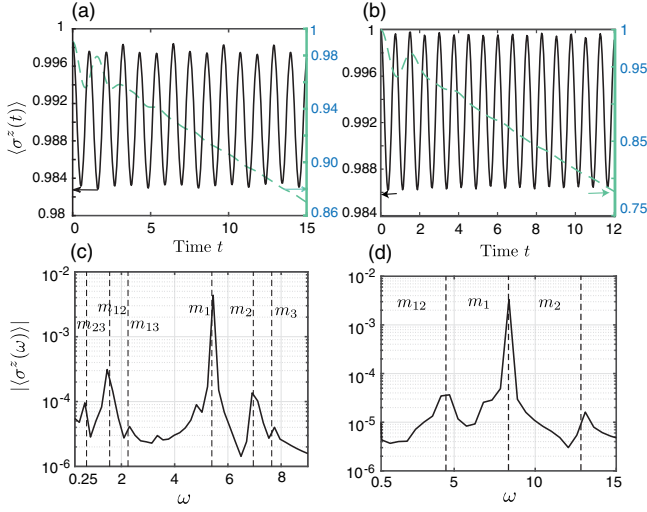 (a)
(b)
1
0.996
0.992
0.988
0.984
0.98
1
0.98
0.94
0.90
0.86
0 5 10 15
Time t
⟨σ^z(t)⟩
1
0.996
0.992
0.988
0.984
1
0.95
0.85
0.75
0 2 4 6 8 10 12
Time t
(c)
(d)
10^-2
10^-3
10^-4
10^-6
|⟨σ^z(ω)⟩|
m_23
m_12
m_13
m_1
m_2
m_3
0.25 2 4 6 8
ω
10^-2
10^-3
10^-4
10^-5
10^-6
m_12
m_1
m_2
0.5 5 10 15
ω